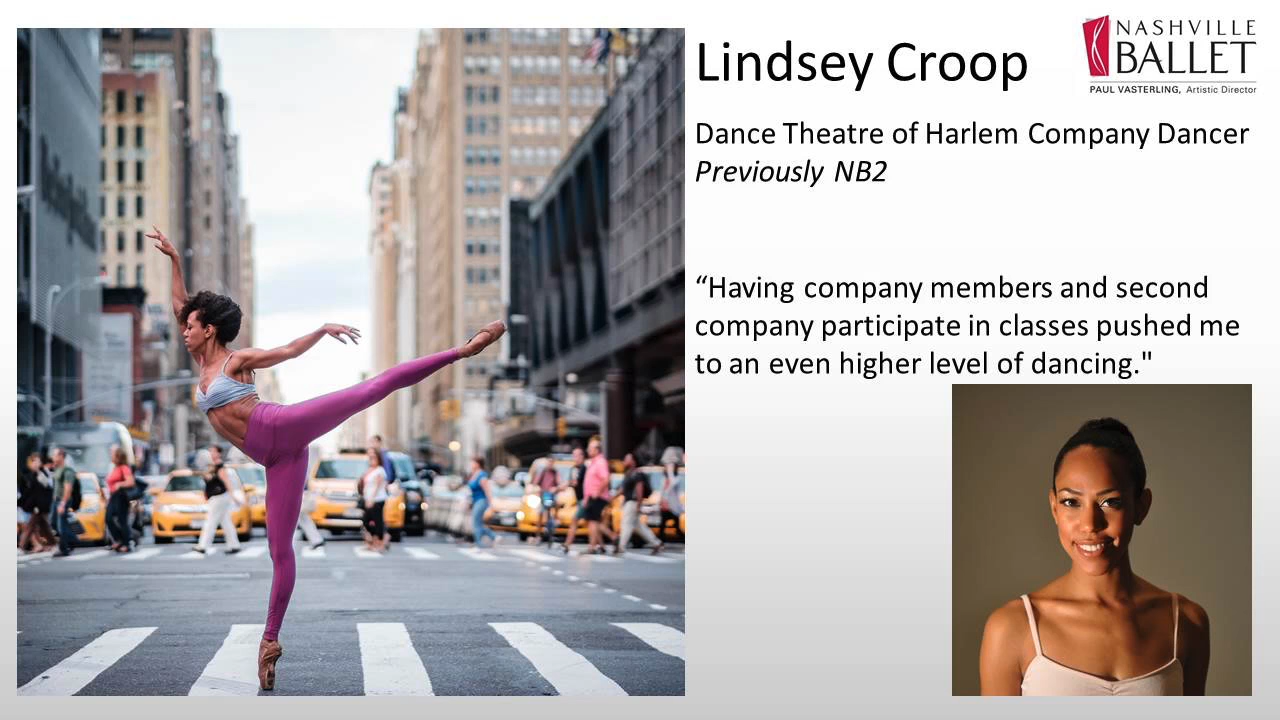 Lindsey Croop
NASHVILLE
BALLET
PAUL VASTERLING, Artistic Director
Dance Theatre of Harlem Company Dancer
Previously NB2
“Having company members and second
company participate in classes pushed me
to an even higher level of dancing."